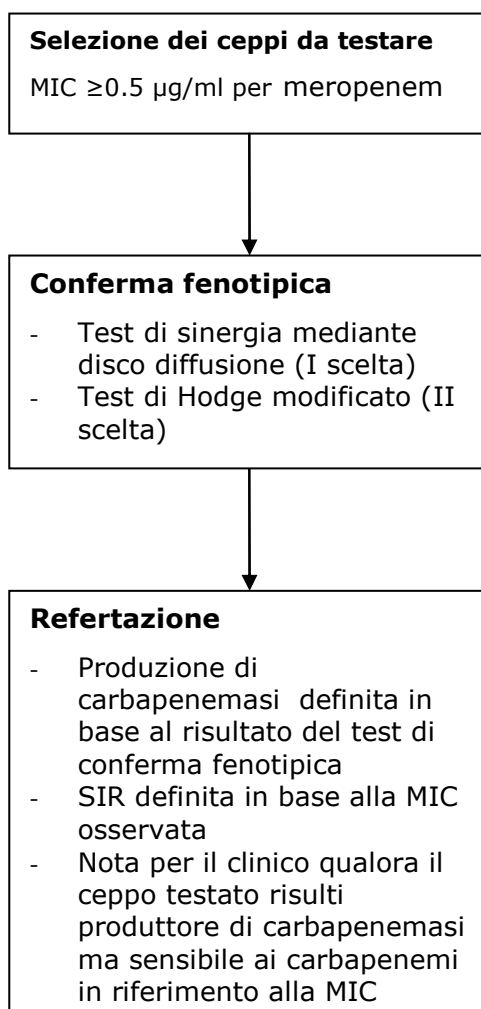 Selezione dei ceppi da testare
MIC ≥0.5 µg/ml per meropenem
Conferma fenotipica
- Test di sinergia mediante
disco diffusione (I scelta)
- Test di Hodge modificato (II
scelta)
Refertazione
- Produzione di
carbapenemasi definita in
base al risultato del test di
conferma fenotipica
- SIR definita in base alla MIC
osservata
- Nota per il clinico qualora il
ceppo testato risulti
produttore di carbapenemasi
ma sensibile ai carbapenemi
in riferimento alla MIC